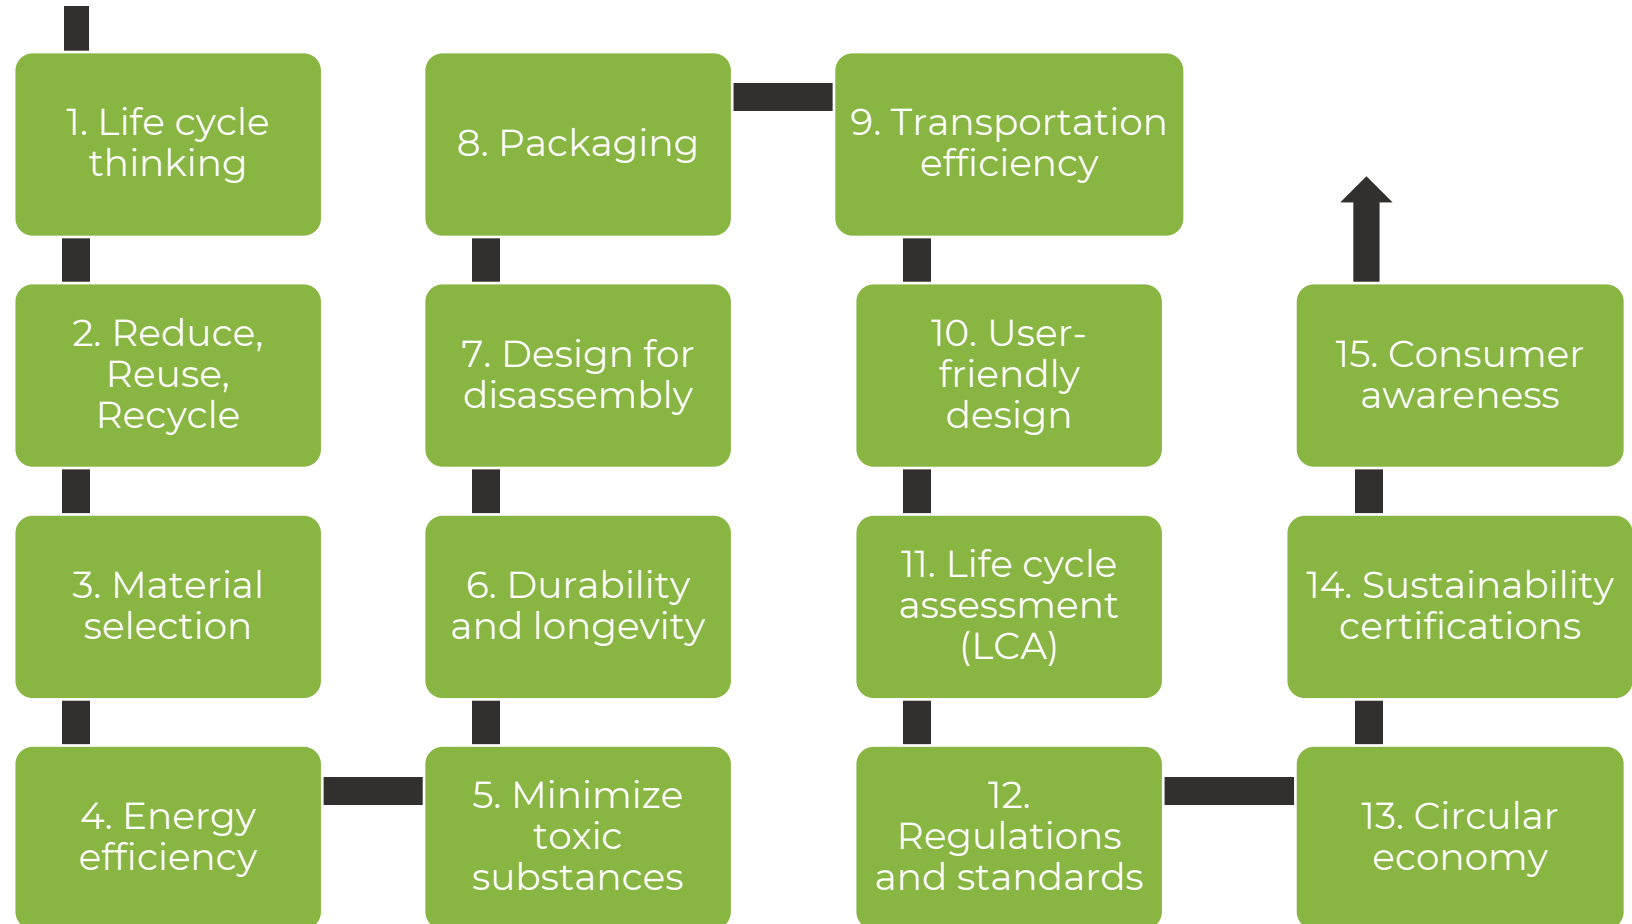 1. Life cycle
thinking
2. Reduce,
Reuse,
Recycle
3. Material
selection
4. Energy
efficiency
5. Minimize
toxic
substances
6. Durability
and longevity
7. Design for
disassembly
8. Packaging
9. Transportation
efficiency
10. User-
friendly
design
11. Life cycle
assessment
(LCA)
12.
Regulations
and standards
13. Circular
economy
14. Sustainability
certifications
15. Consumer
awareness